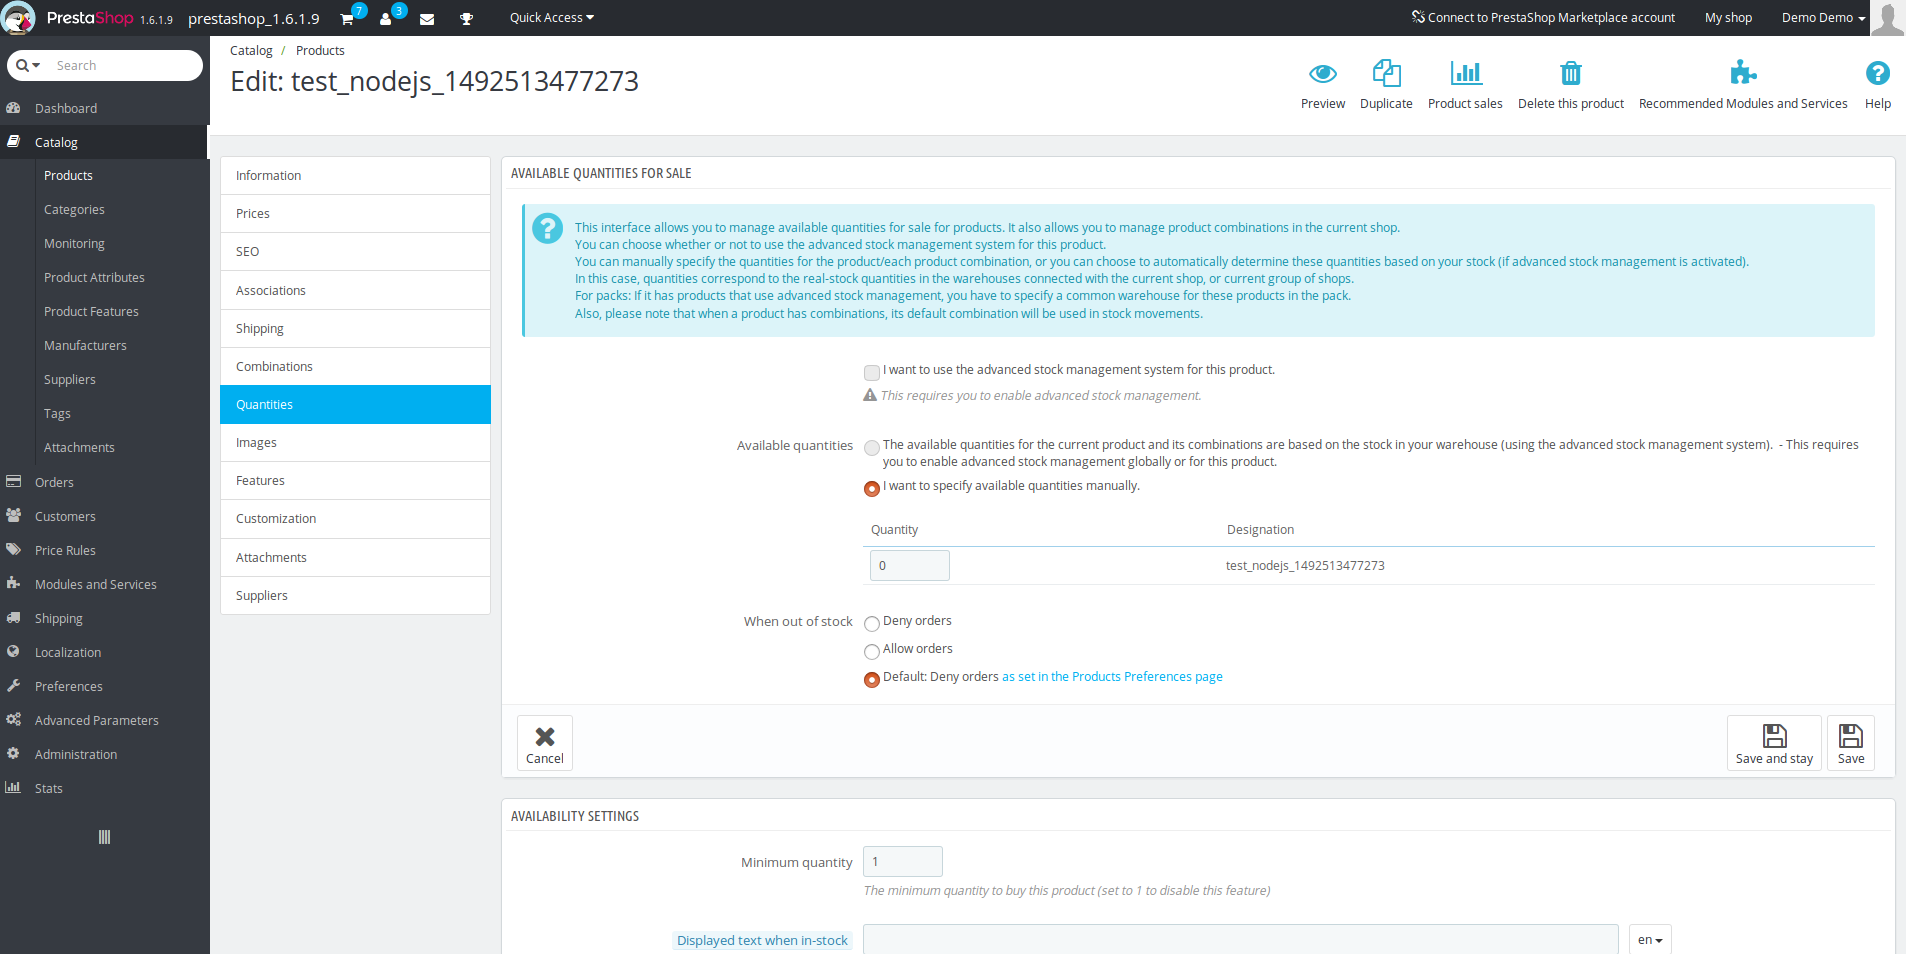 PrestaShop 1.6.1.9 prestashop_1.6.1.9 7 3 Quick Access Connect to PrestaShop Marketplace account My shop Demo Demo
Search
Dashboard
Catalog
Products
Categories
Monitoring
Product Attributes
Product Features
Manufacturers
Suppliers
Tags
Attachments
Orders
Customers
Price Rules
Modules and Services
Shipping
Localization
Preferences
Advanced Parameters
Administration
Stats
Catalog / Products
Edit: test_nodejs_1492513477273
Preview Duplicate Product sales Delete this product Recommended Modules and Services Help
Information
Prices
SEO
Associations
Shipping
Combinations
Quantities
Images
Features
Customization
Attachments
Suppliers
AVAILABLE QUANTITIES FOR SALE
This interface allows you to manage available quantities for sale for products. It also allows you to manage product combinations in the current shop.
You can choose whether or not to use the advanced stock management system for this product.
You can manually specify the quantities for the product/each product combination, or you can choose to automatically determine these quantities based on your stock (if advanced stock management is activated).
In this case, quantities correspond to the real-stock quantities in the warehouses connected with the current shop, or current group of shops.
For packs: If it has products that use advanced stock management, you have to specify a common warehouse for these products in the pack.
Also, please note that when a product has combinations, its default combination will be used in stock movements.
I want to use the advanced stock management system for this product.
This requires you to enable advanced stock management.
Available quantities The available quantities for the current product and its combinations are based on the stock in your warehouse (using the advanced stock management system). - This requires
you to enable advanced stock management globally or for this product.
I want to specify available quantities manually.
Quantity Designation
0 test_nodejs_1492513477273
When out of stock Deny orders
Allow orders
Default: Deny orders as set in the Products Preferences page
Cancel Save and stay Save
AVAILABILITY SETTINGS
Minimum quantity 1
The minimum quantity to buy this product (set to 1 to disable this feature)
Displayed text when in-stock en